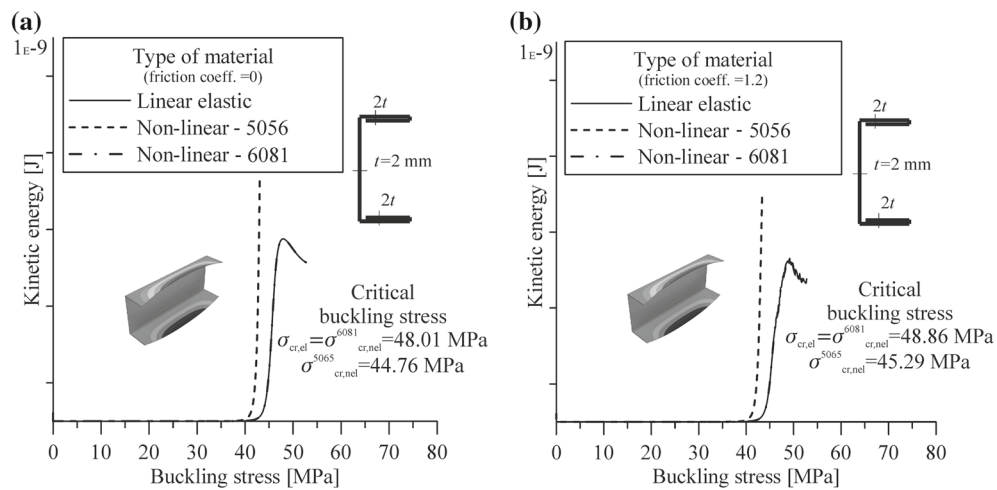 (a)
1E-9
Type of material
(friction coeff. =0)
Linear elastic
Non-linear - 5056
Non-linear - 6081
2t
t=2 mm
2t
Kinetic energy [J]
Critical
buckling stress
σcr,el=σ6081cr,nel=48.01 MPa
σ5065cr,nel=44.76 MPa
0 10 20 30 40 50 60 70 80
Buckling stress [MPa]
(b)
1E-9
Type of material
(friction coeff. =1.2)
Linear elastic
Non-linear - 5056
Non-linear - 6081
2t
t=2 mm
2t
Kinetic energy [J]
Critical
buckling stress
σcr,el=σ6081cr,nel=48.86 MPa
σ5065cr,nel=45.29 MPa
0 10 20 30 40 50 60 70 80
Buckling stress [MPa]